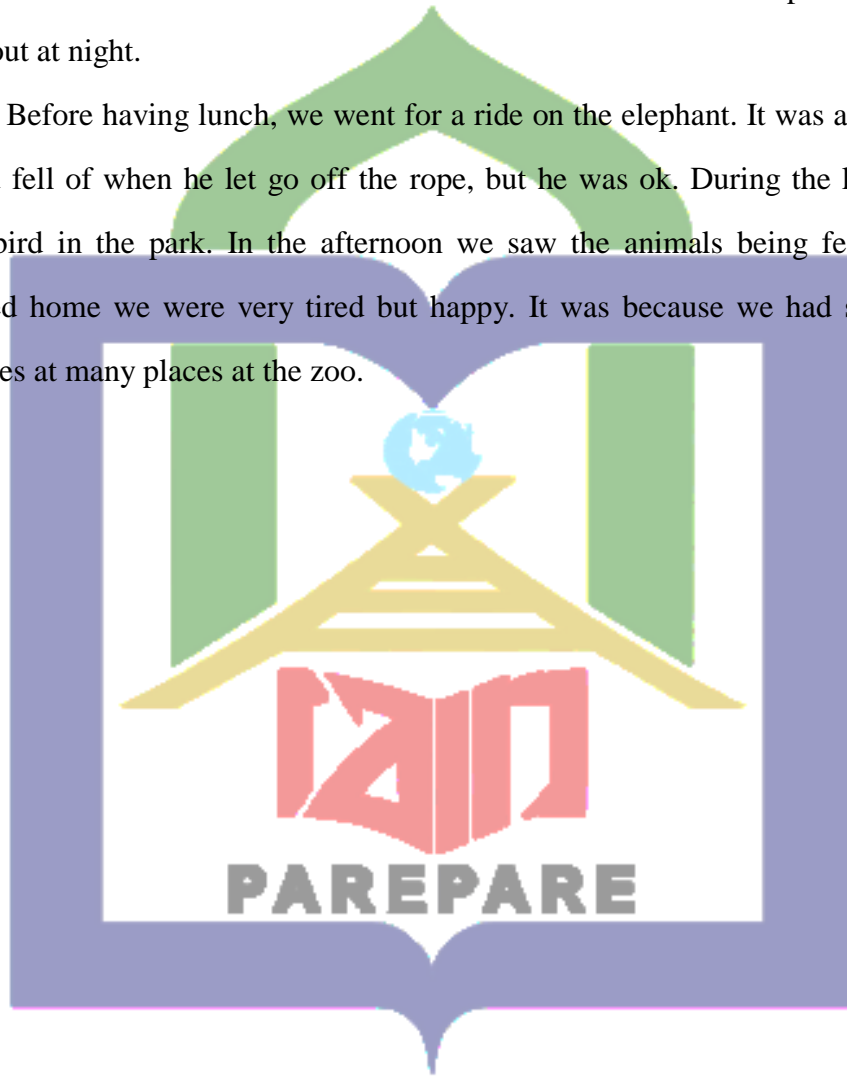 out at night.
Before having lunch, we went for a ride on the elephant. It was a
fell of when he let go off the rope, but he was ok. During the
bird in the park. In the afternoon we saw the animals being fe
ed home we were very tired but happy. It was because we had s
es at many places at the zoo.
iain
PAREPARE